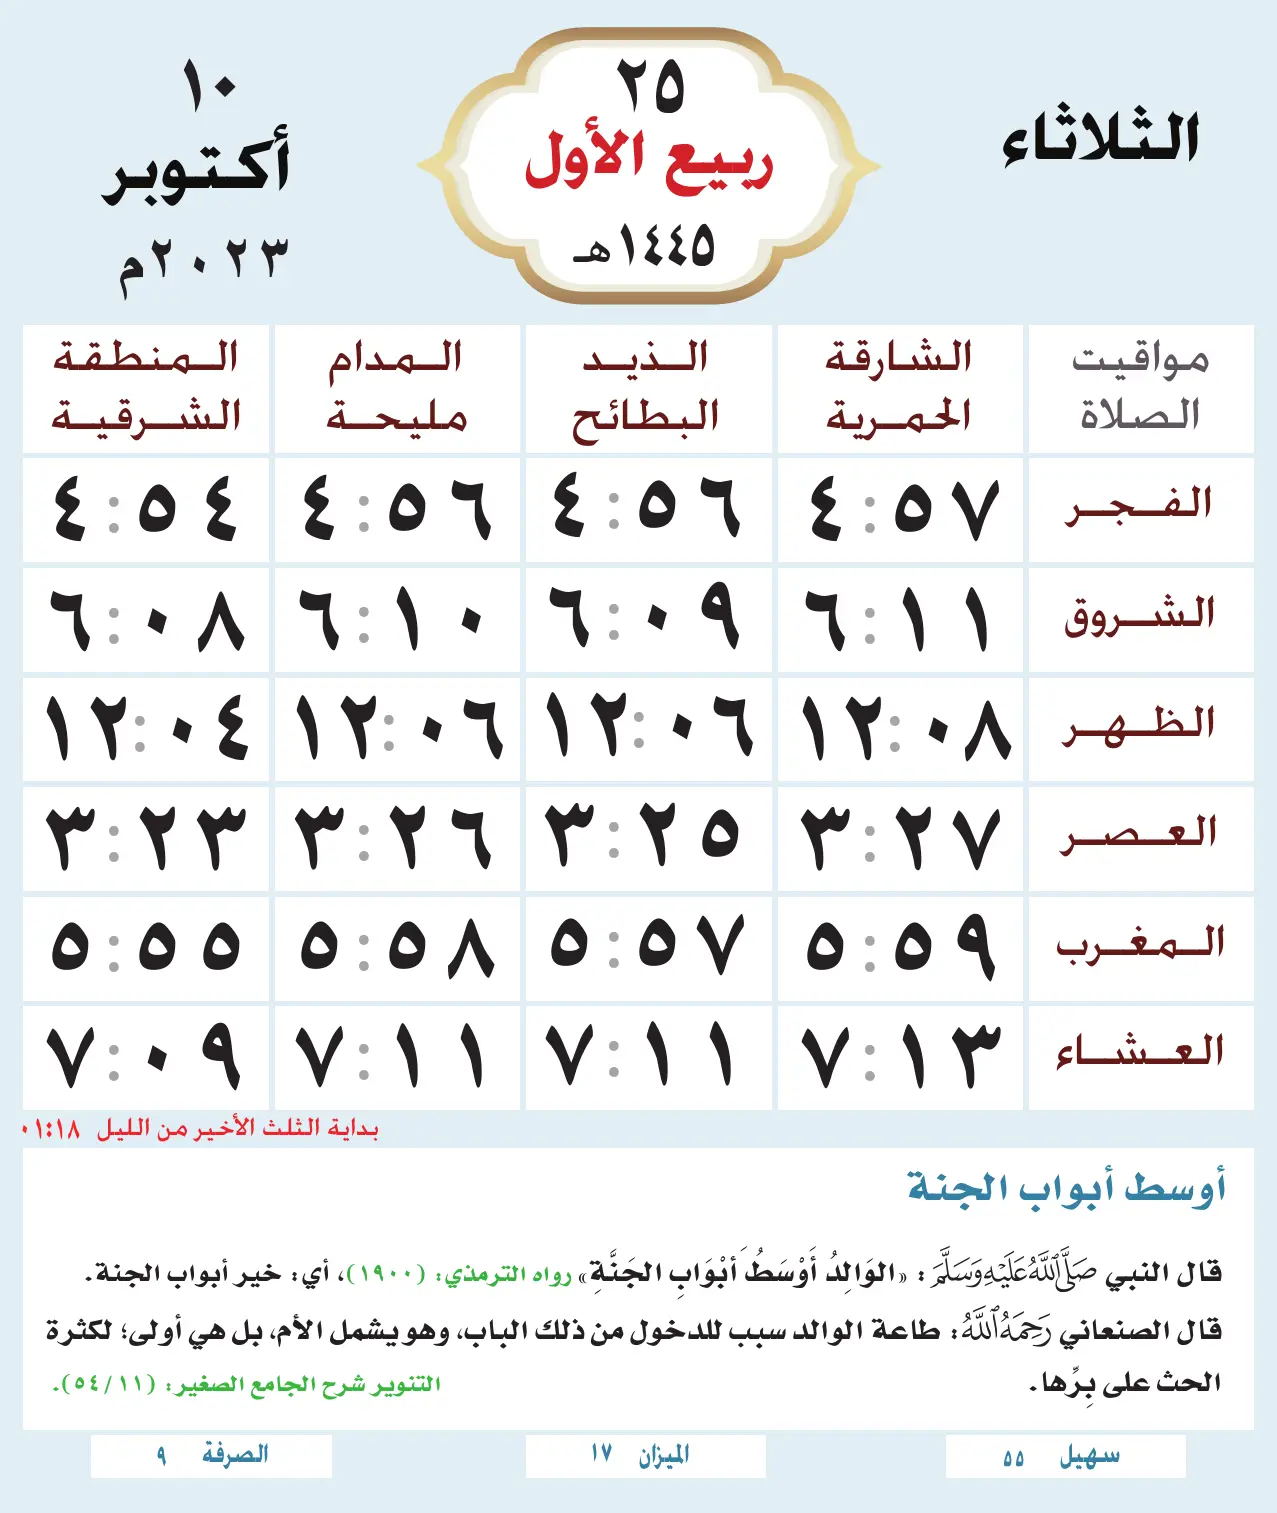 الثلاثاء
٢٥
ربيع الأول
١٤٤٥هـ
١٠
أكتوبر
٢٠٢٣م
مواقيت الصلاة
الشارقة الحمرية
الذيد البطائح
المدام مليحة
المنطقة الشرقية
الفجر ٤:٥٧ ٤:٥٦ ٤:٥٦ ٤:٥٤
الشروق ٦:١١ ٦:٠٩ ٦:١٠ ٦:٠٨
الظهر ١٢:٠٨ ١٢:٠٦ ١٢:٠٦ ١٢:٠٤
العصر ٣:٢٧ ٣:٢٥ ٣:٢٦ ٣:٢٣
المغرب ٥:٥٩ ٥:٥٧ ٥:٥٨ ٥:٥٥
العشاء ٧:١٣ ٧:١١ ٧:١١ ٧:٠٩
بداية الثلث الأخير من الليل ٠١:١٨
أوسط أبواب الجنة
قال النبي صَلَّى اللَّهُ عَلَيْهِ وَسَلَّمَ: «الوَالِدُ أَوْسَطُ أَبْوَابِ الجَنَّةِ» رواه الترمذي: (١٩٠٠)، أي: خير أبواب الجنة.
قال الصنعاني رَحِمَهُ اللَّهُ: طاعة الوالد سبب للدخول من ذلك الباب، وهو يشمل الأم، بل هي أولى؛ لكثرة
الحث على بِرِّها. التنوير شرح الجامع الصغير: (١١/ ٥٤).
سهيل ٥٥
الميزان ١٧
الصرفة ٩